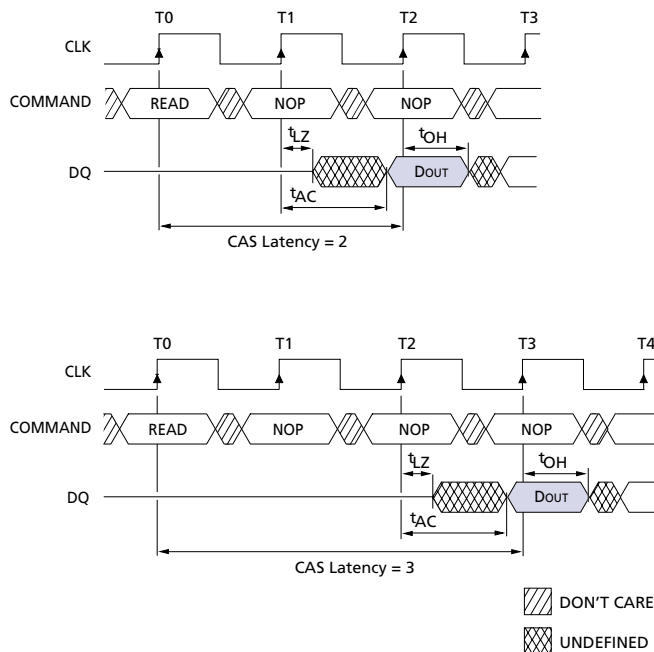 T0 T1 T2 T3
CLK
COMMAND READ NOP NOP
tLZ tOH
DQ DOUT
tAC
CAS Latency = 2
T0 T1 T2 T3 T4
CLK
COMMAND READ NOP NOP NOP
tLZ tOH
DQ DOUT
tAC
CAS Latency = 3
DON'T CARE
UNDEFINED